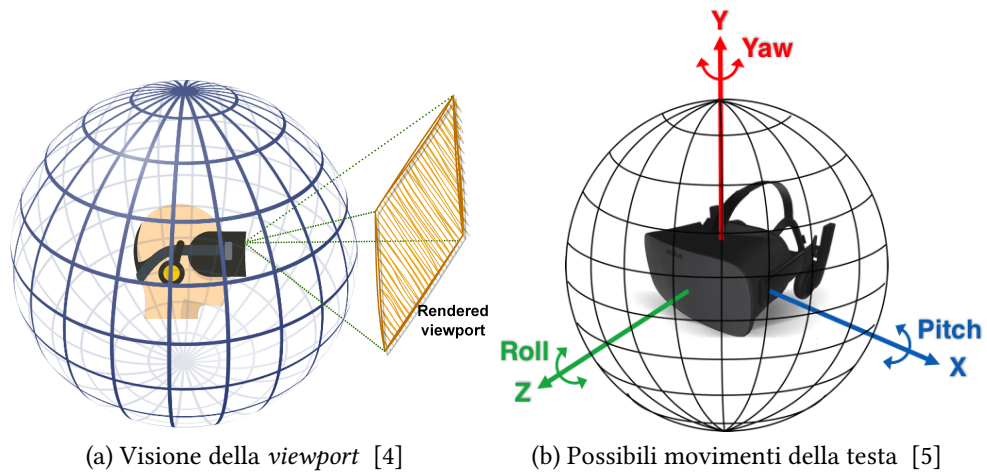 Rendered
viewport
(a) Visione della viewport [4]
Y
Yaw
Roll
Z
Pitch
X
(b) Possibili movimenti della testa [5]